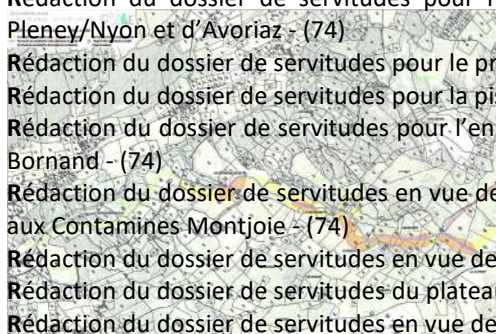 Rédaction du dossier de servitudes pour l
Pleney/Nyon et d’Avoriaz - (74)
Rédaction du dossier de servitudes pour le pr
Rédaction du dossier de servitudes pour la pis
Rédaction du dossier de servitudes pour l’en
Bornand - (74)
Rédaction du dossier de servitudes en vue de
aux Contamines Montjoie - (74)
Rédaction du dossier de servitudes en vue de
Rédaction du dossier de servitudes du plateau
Rédaction du dossier de servitudes en vue de